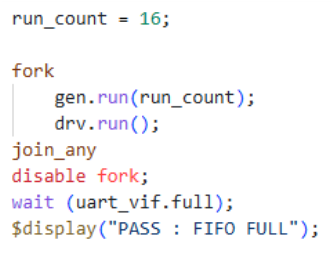 run_count = 16;
fork
gen.run(run_count);
drv.run();
join_any
disable fork;
wait (uart_vif.full);
$display("PASS : FIFO FULL");